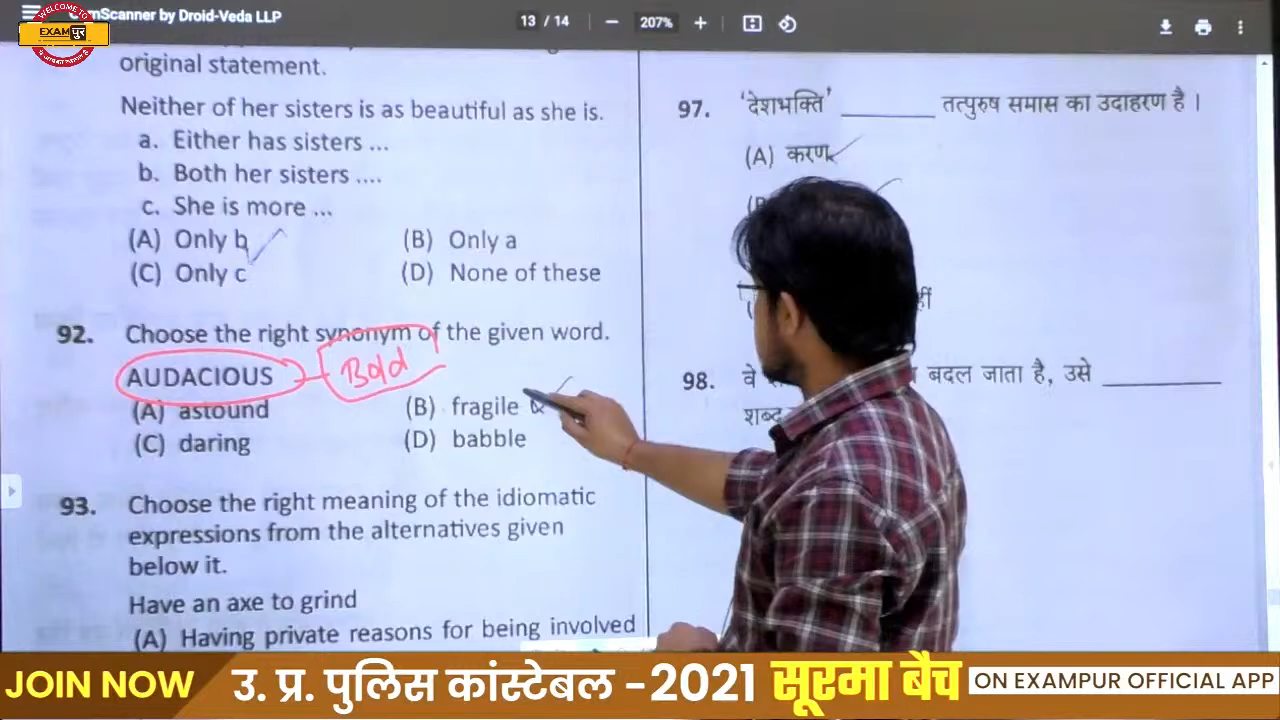 WELCOME TO
EXAMपुर
CamScanner by Droid-Veda LLP
13 / 14
207%
original statement.
Neither of her sisters is as beautiful as she is.
a. Either has sisters ...
b. Both her sisters ....
c. She is more ...
(A) Only b
(B) Only a
(C) Only c
(D) None of these
92. Choose the right synonym of the given word.
AUDACIOUS
Bold
(A) astound
(B) fragile
(C) daring
(D) babble
93. Choose the right meaning of the idiomatic
expressions from the alternatives given
below it.
Have an axe to grind
(A) Having private reasons for being involved
97. 'देशभक्ति' ________ तत्पुरुष समास का उदाहरण है ।
(A) करण
98. वे बदल जाता है, उसे __________
शब्द
JOIN NOW
उ. प्र. पुलिस कांस्टेबल -2021 सूरमा बैच
ON EXAMPUR OFFICIAL APP